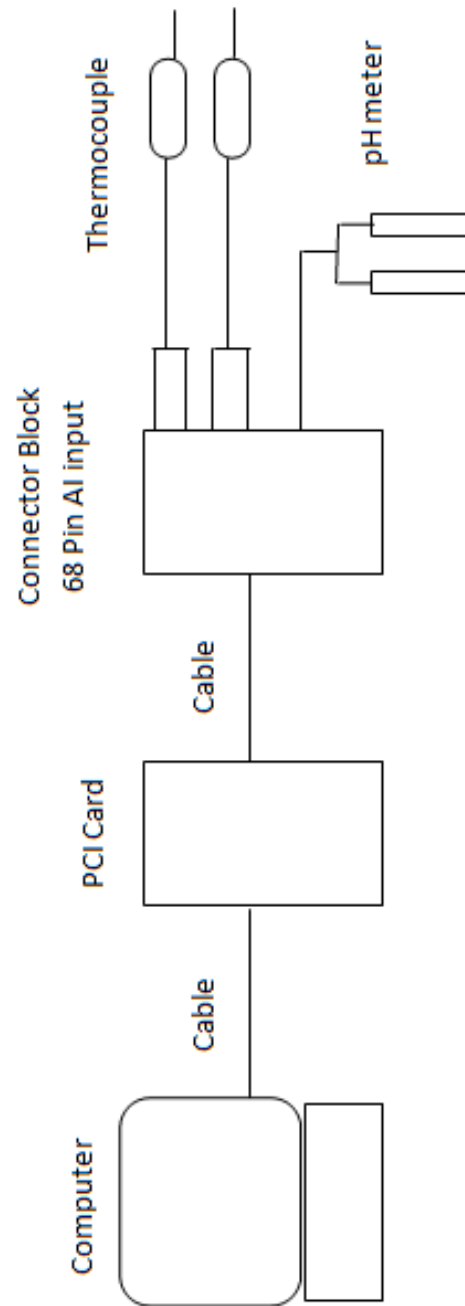 Computer
Cable
PCI Card
Cable
Connector Block
68 Pin AI input
Thermocouple
pH meter